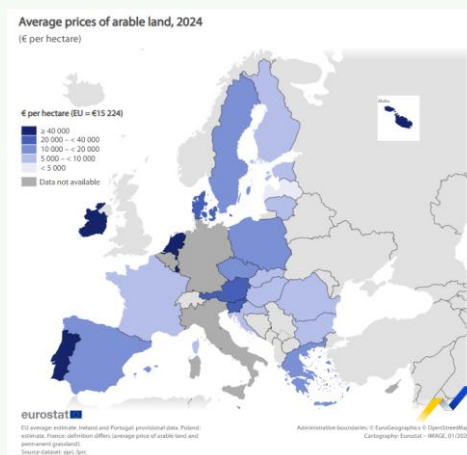 Average prices of arable land, 2024
(€ per hectare)
€ per hectare (EU = €15 224)
≥ 40 000
20 000 – < 40 000
10 000 – < 20 000
5 000 – < 10 000
< 5 000
Data not available
Malta
eurostat
EU average: estimate. Ireland and Portugal: provisional data. Poland:
estimate. France: definition differs (average price of arable land and
permanent grassland).
Source dataset: apri_lprc
Administrative boundaries: © EuroGeographics © OpenStreetMap
Cartography: Eurostat – IMAGE, 01/202